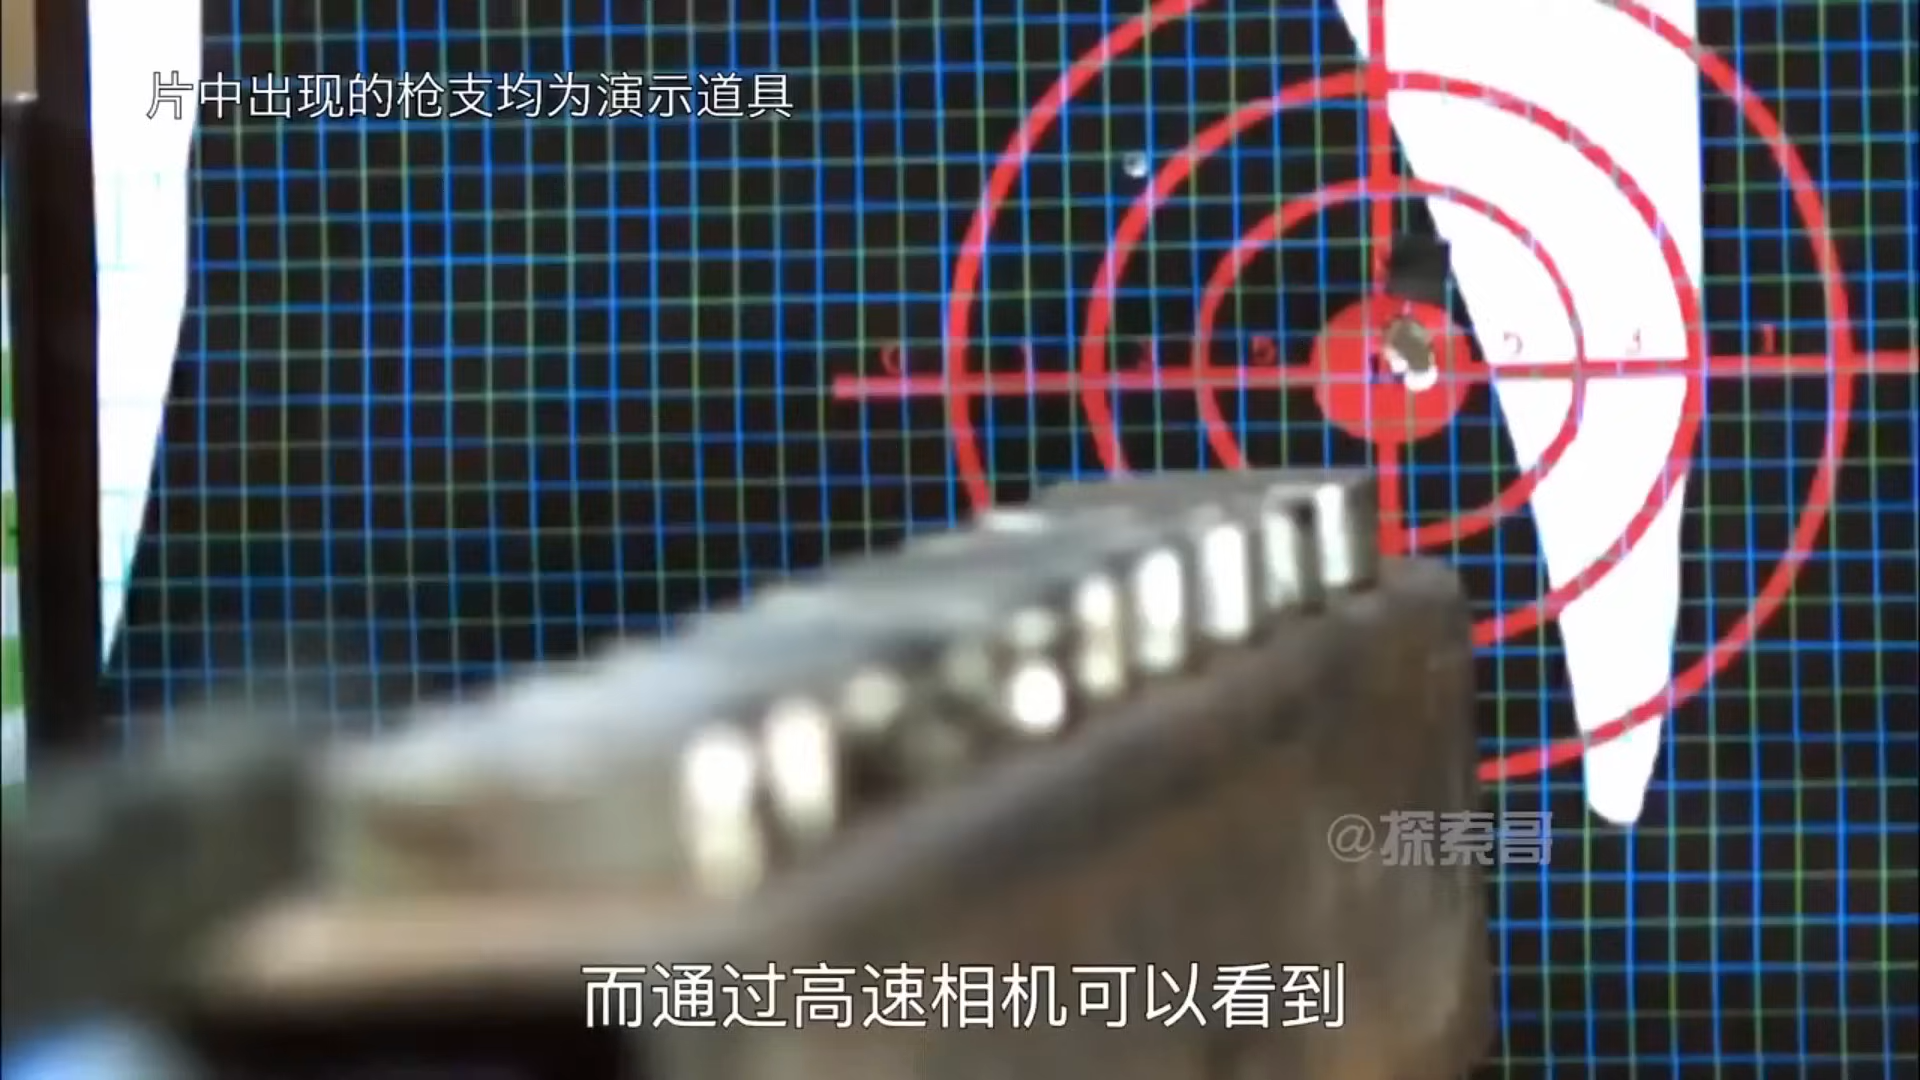 片中出现的枪支均为演示道具
@探索哥
而通过高速相机可以看到